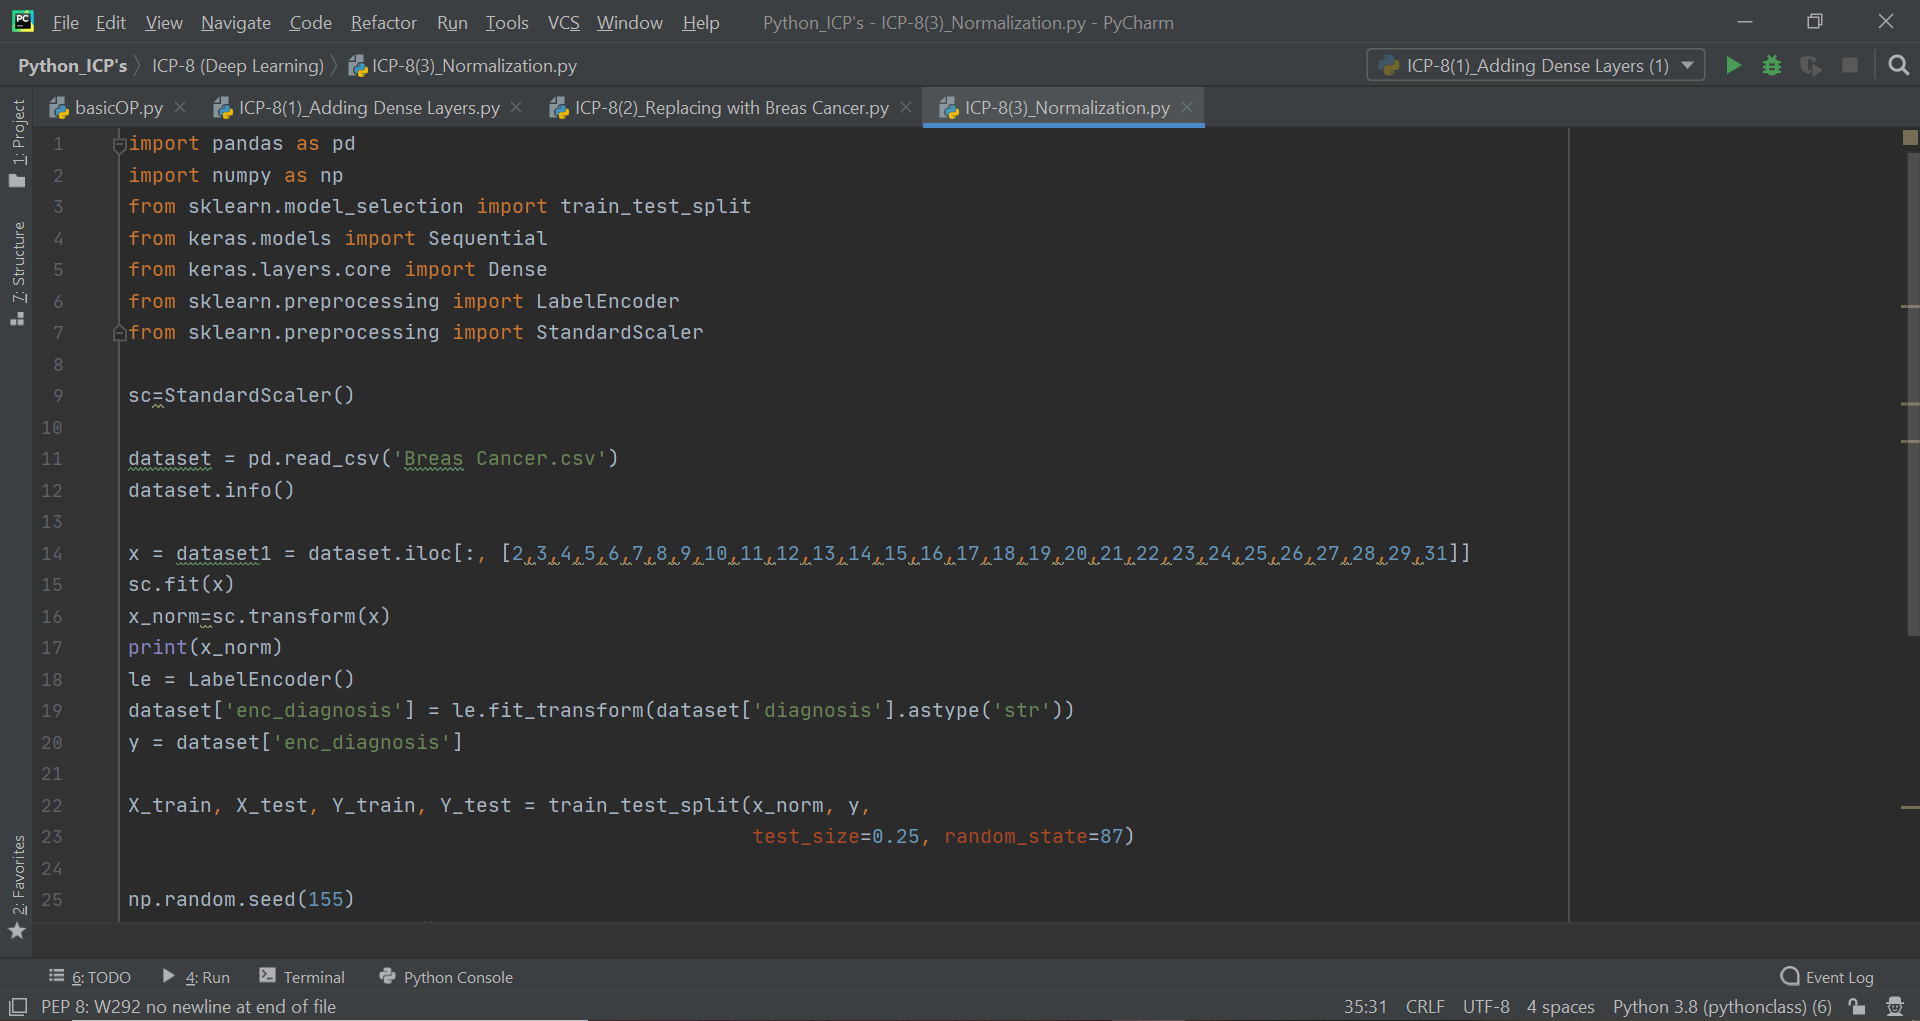 PC File Edit View Navigate Code Refactor Run Tools VCS Window Help Python_ICP's - ICP-8(3)_Normalization.py - PyCharm
Python_ICP's ICP-8 (Deep Learning) ICP-8(3)_Normalization.py ICP-8(1)_Adding Dense Layers (1)
basicOP.py ICP-8(1)_Adding Dense Layers.py ICP-8(2)_Replacing with Breas Cancer.py ICP-8(3)_Normalization.py
1: Project
7: Structure
2: Favorites
1 import pandas as pd
2 import numpy as np
3 from sklearn.model_selection import train_test_split
4 from keras.models import Sequential
5 from keras.layers.core import Dense
6 from sklearn.preprocessing import LabelEncoder
7 from sklearn.preprocessing import StandardScaler
8
9 sc=StandardScaler()
10
11 dataset = pd.read_csv('Breas Cancer.csv')
12 dataset.info()
13
14 x = dataset1 = dataset.iloc[:, [2,3,4,5,6,7,8,9,10,11,12,13,14,15,16,17,18,19,20,21,22,23,24,25,26,27,28,29,31]]
15 sc.fit(x)
16 x_norm=sc.transform(x)
17 print(x_norm)
18 le = LabelEncoder()
19 dataset['enc_diagnosis'] = le.fit_transform(dataset['diagnosis'].astype('str'))
20 y = dataset['enc_diagnosis']
21
22 X_train, X_test, Y_train, Y_test = train_test_split(x_norm, y,
23 test_size=0.25, random_state=87)
24
25 np.random.seed(155)
6: TODO 4: Run Terminal Python Console Event Log
PEP 8: W292 no newline at end of file 35:31 CRLF UTF-8 4 spaces Python 3.8 (pythonclass) (6)